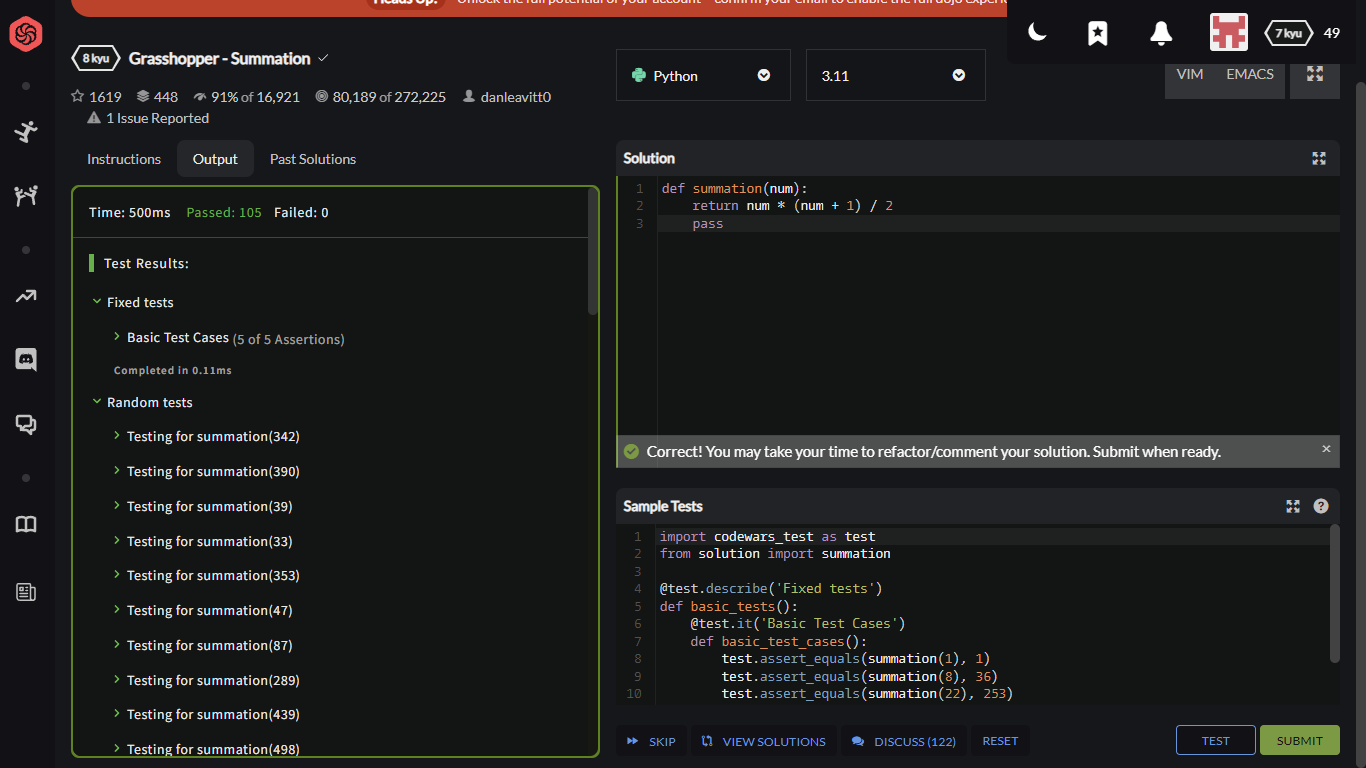 Heads Up! Unlock the full potential of your account – confirm your email to enable the full dojo
8 kyu Grasshopper - Summation
1619 448 91% of 16,921 80,189 of 272,225 danleavitt0
1 Issue Reported
Python
3.11
VIM EMACS
7 kyu 49
Instructions Output Past Solutions
Time: 500ms Passed: 105 Failed: 0
Test Results:
Fixed tests
Basic Test Cases (5 of 5 Assertions)
Completed in 0.11ms
Random tests
Testing for summation(342)
Testing for summation(390)
Testing for summation(39)
Testing for summation(33)
Testing for summation(353)
Testing for summation(47)
Testing for summation(87)
Testing for summation(289)
Testing for summation(439)
Testing for summation(498)
Solution
1 def summation(num):
2 return num * (num + 1) / 2
3 pass
Correct! You may take your time to refactor/comment your solution. Submit when ready.
Sample Tests
1 import codewars_test as test
2 from solution import summation
3
4 @test.describe('Fixed tests')
5 def basic_tests():
6 @test.it('Basic Test Cases')
7 def basic_test_cases():
8 test.assert_equals(summation(1), 1)
9 test.assert_equals(summation(8), 36)
10 test.assert_equals(summation(22), 253)
SKIP VIEW SOLUTIONS DISCUSS (122) RESET TEST SUBMIT